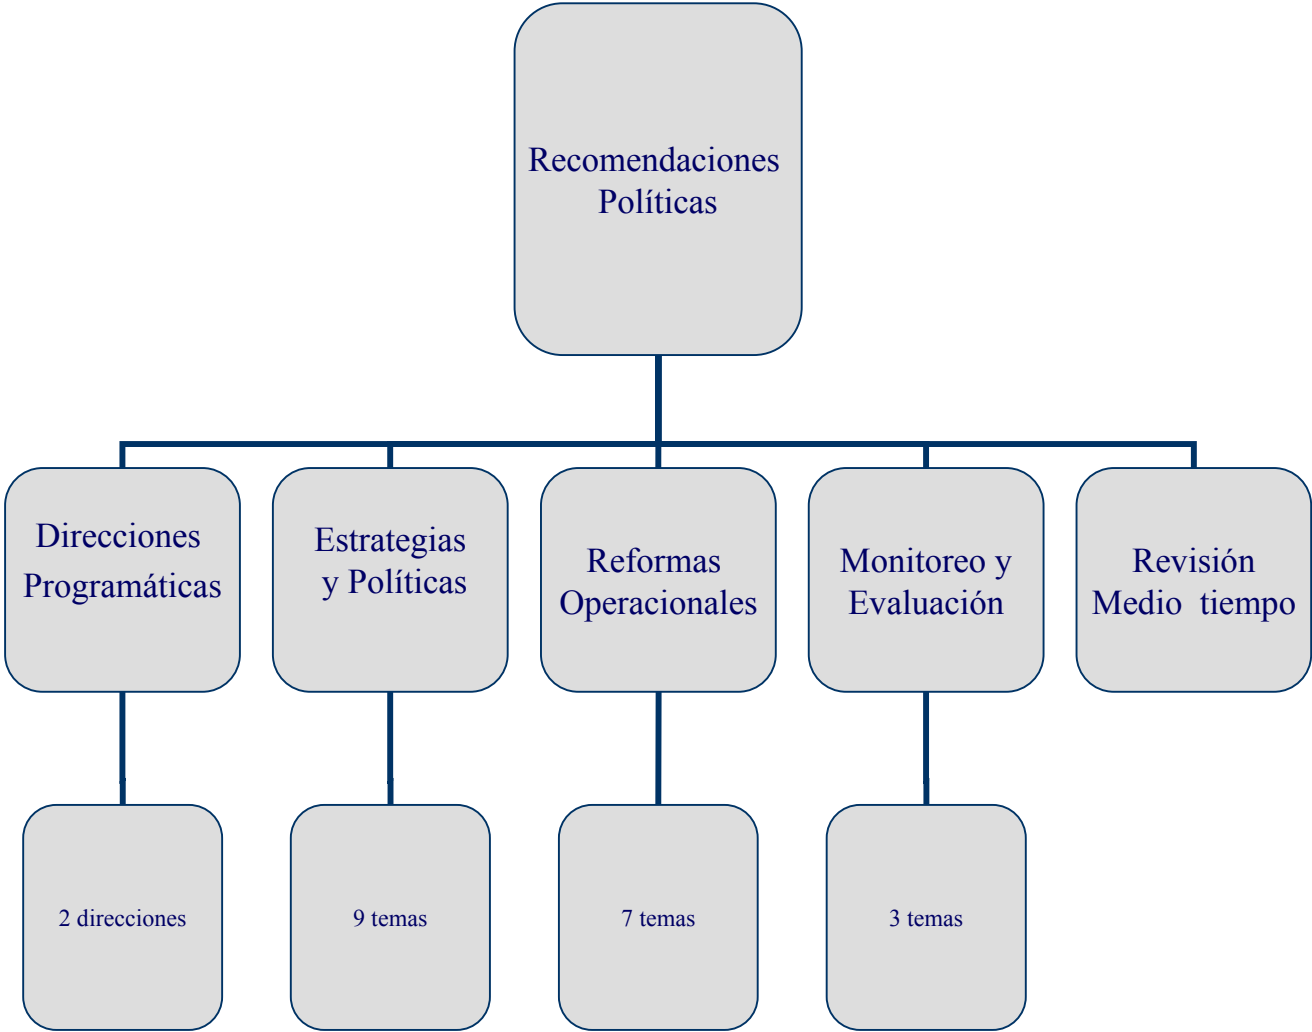 Recomendaciones
Políticas
Direcciones
Programáticas
Estrategias
y Políticas
Reformas
Operacionales
Monitoreo y
Evaluación
Revisión
Medio tiempo
2 direcciones
9 temas
7 temas
3 temas